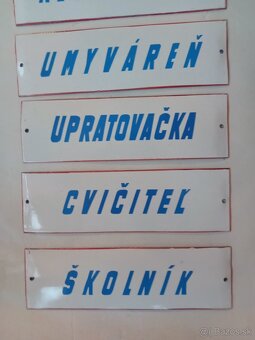 UMYVÁREŇ
UPRATOVAČKA
CVIČITEĽ
ŠKOLNÍK